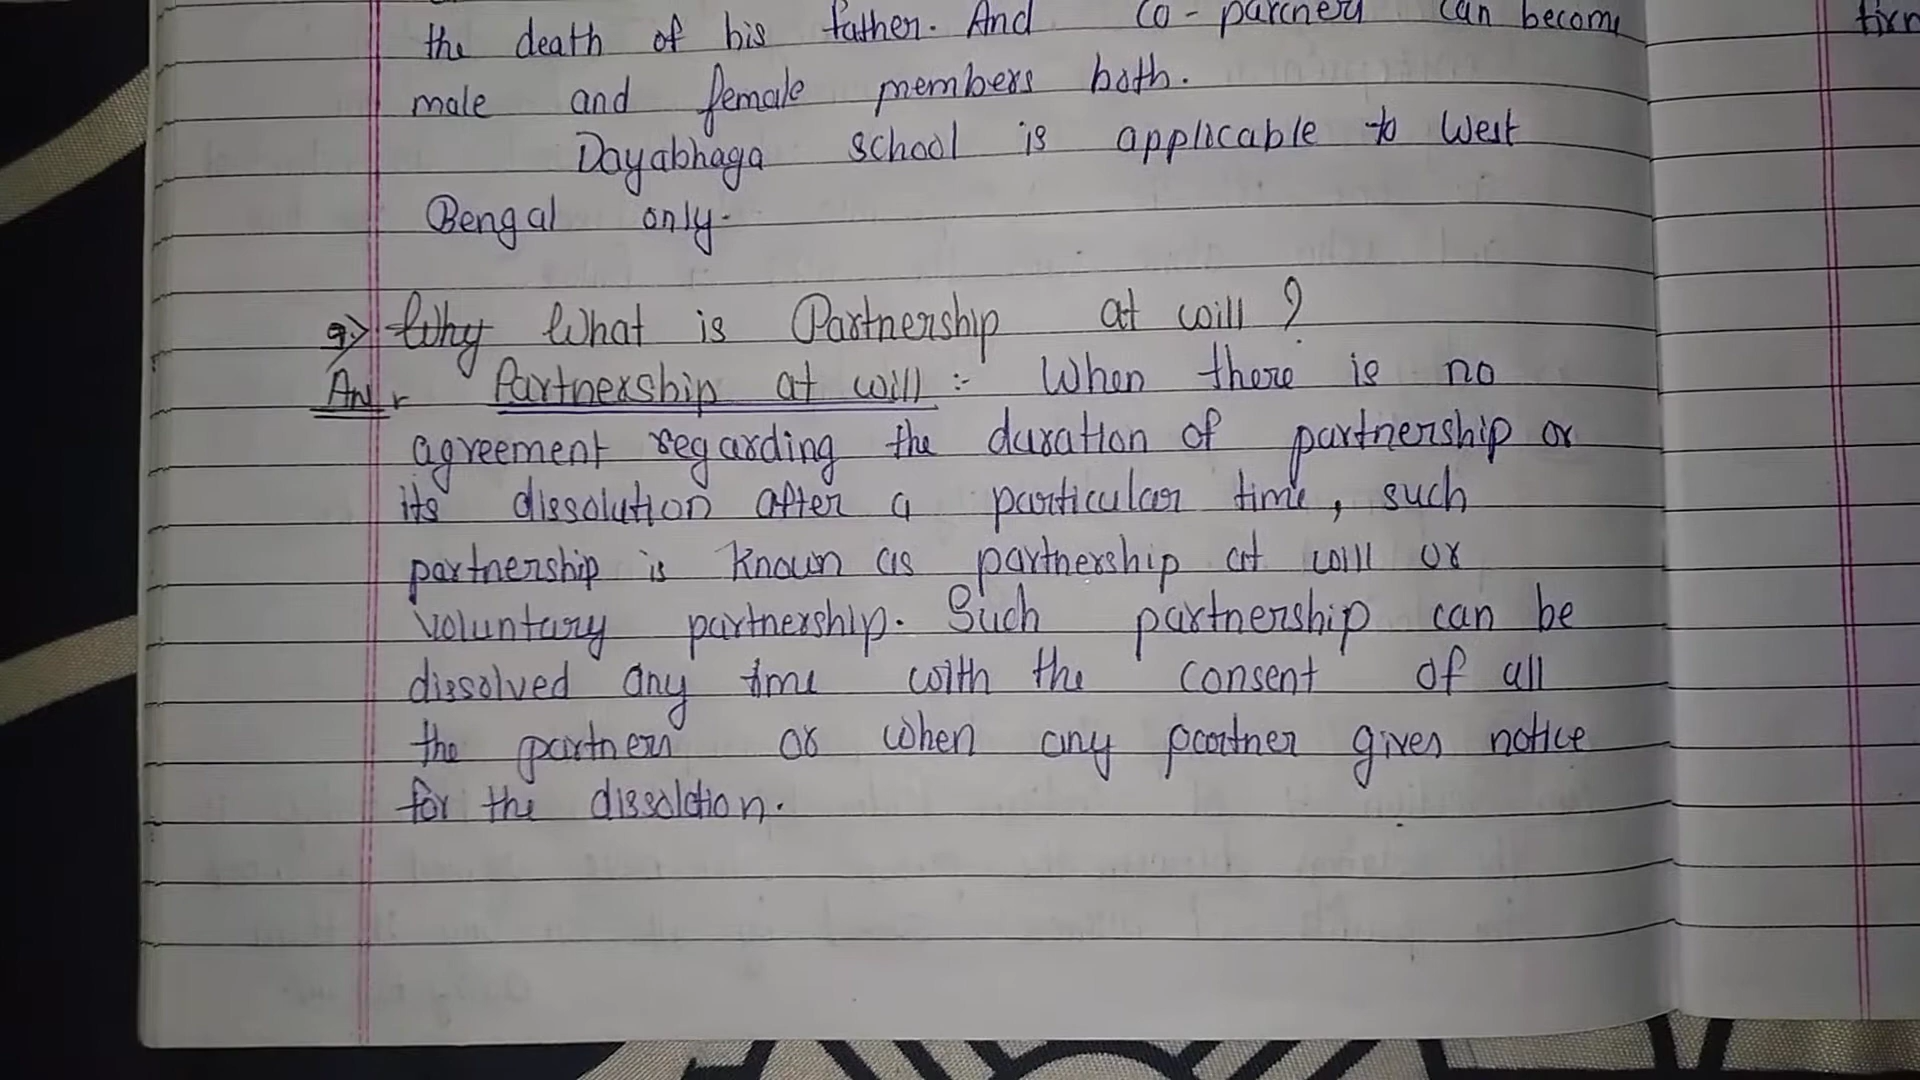 the death of his father. And Co-parceners can become
male and female members both.
Dayabhaga school is applicable to West
Bengal only.
9> Why What is Partnership at will ?
Ans Partnership at will :- When there is no
agreement regarding the duration of partnership or
its dissolution after a particular time, such
partnership is known as partnership at will or
voluntary partnership. Such partnership can be
dissolved any time with the consent of all
the partners or when any partner gives notice
for the dissolction.